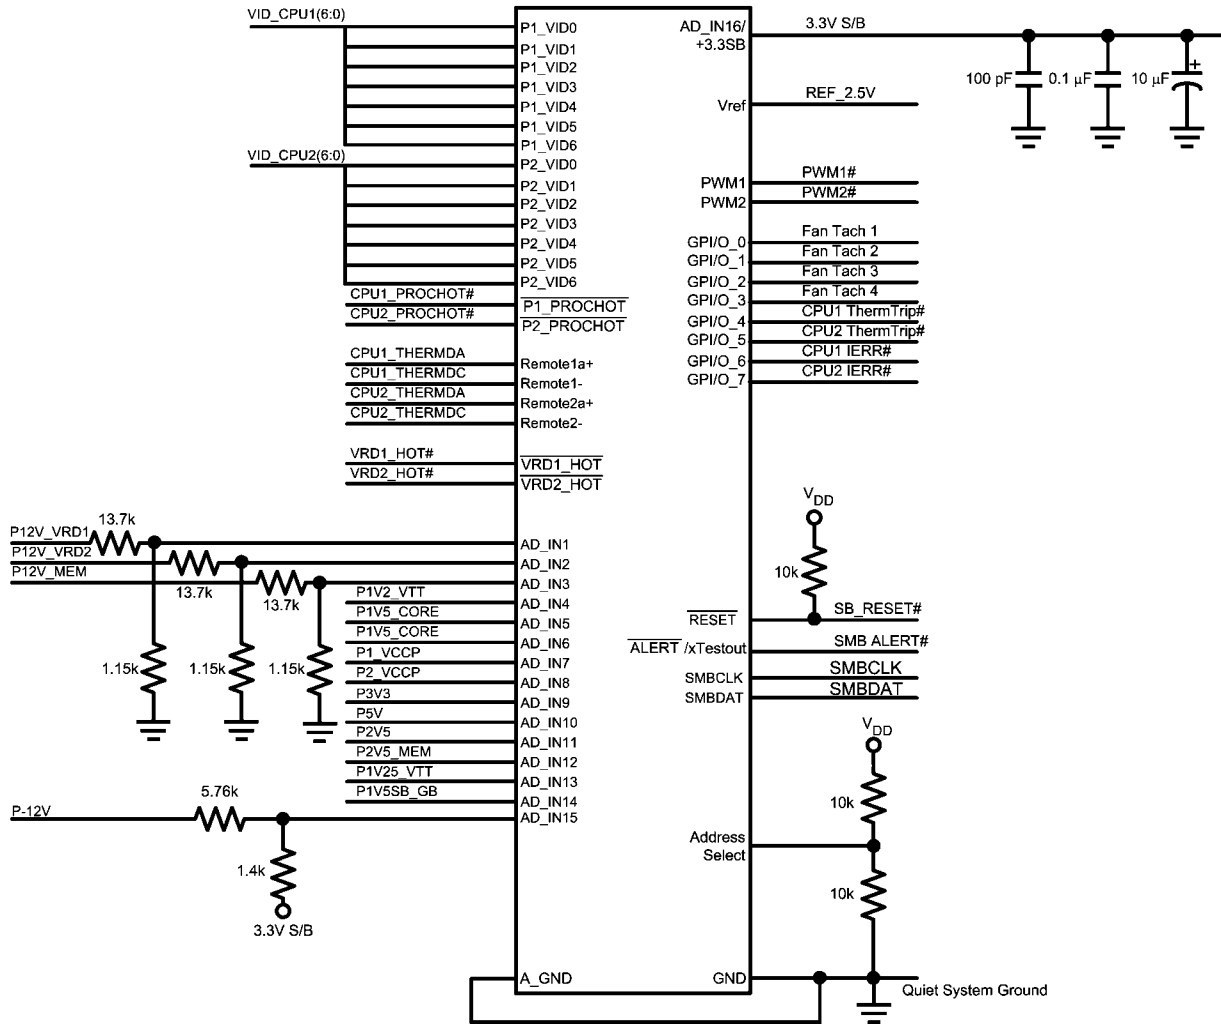 VID_CPU1(6:0)
P1_VID0
P1_VID1
P1_VID2
P1_VID3
P1_VID4
P1_VID5
P1_VID6
VID_CPU2(6:0)
P2_VID0
P2_VID1
P2_VID2
P2_VID3
P2_VID4
P2_VID5
P2_VID6
CPU1_PROCHOT#
P1_PROCHOT
CPU2_PROCHOT#
P2_PROCHOT
CPU1_THERMDA
Remote1a+
CPU1_THERMDC
Remote1-
CPU2_THERMDA
Remote2a+
CPU2_THERMDC
Remote2-
VRD1_HOT#
VRD1_HOT
VRD2_HOT#
VRD2_HOT
P12V_VRD1
13.7k
AD_IN1
P12V_VRD2
13.7k
AD_IN2
P12V_MEM
13.7k
AD_IN3
1.15k
1.15k
1.15k
P1V2_VTT
AD_IN4
P1V5_CORE
AD_IN5
P1V5_CORE
AD_IN6
P1_VCCP
AD_IN7
P2_VCCP
AD_IN8
P3V3
AD_IN9
P5V
AD_IN10
P2V5
AD_IN11
P2V5_MEM
AD_IN12
P1V25_VTT
AD_IN13
P1V5SB_GB
AD_IN14
P-12V
5.76k
AD_IN15
1.4k
3.3V S/B
A_GND
AD_IN16/
+3.3SB
3.3V S/B
100 pF
0.1 µF
10 µF
+
Vref
REF_2.5V
PWM1
PWM1#
PWM2
PWM2#
GPI/O_0
Fan Tach 1
GPI/O_1
Fan Tach 2
GPI/O_2
Fan Tach 3
GPI/O_3
Fan Tach 4
GPI/O_4
CPU1 ThermTrip#
GPI/O_5
CPU2 ThermTrip#
GPI/O_6
CPU1 IERR#
GPI/O_7
CPU2 IERR#
VDD
10k
RESET
SB_RESET#
ALERT /xTestout
SMB ALERT#
SMBCLK
SMBCLK
SMBDAT
SMBDAT
VDD
10k
Address
Select
10k
GND
Quiet System Ground